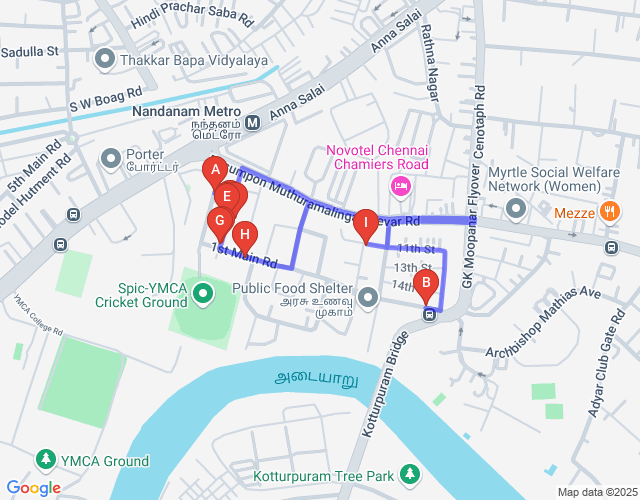 Hindi Prachar Sabha Rd
Sadulla St
Thakkar Bapa Vidyalaya
Anna Salai
Rathna Nagar
S W Boag Rd
Anna Salai
Cenotaph Rd
Nandanam Metro
நந்தனம்
மெட்ரோ
Porter
போர்ட்டர்
5th Main Rd
Model Hutment Rd
Novotel Chennai
Chamiers Road
Myrtle Social Welfare
Network (Women)
Mezze
A
E
G
H
I
B
umpon Muthuramalinga
evar Rd
GK Moopanar Flyover
1st Main Rd
11th St
13th St
14th
Spic-YMCA
Cricket Ground
Public Food Shelter
அரசு உணவு
முகாம்
YMCA College Rd
Archbishop Mathias Ave
Adyar Club Gate Rd
Kotturpuram Bridge
அடையாறு
YMCA Ground
Kotturpuram Tree Park
Google
Map data ©2025